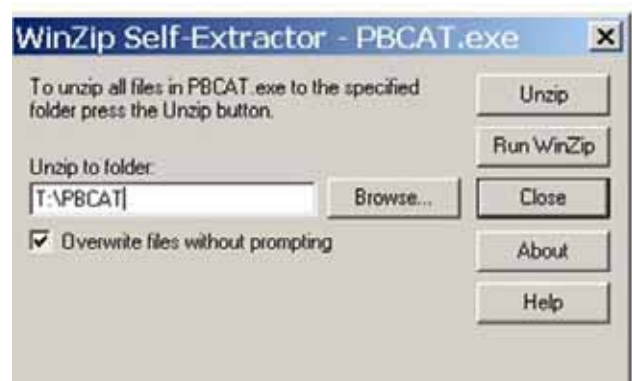 WinZip Self-Extractor - PBCAT.exe
To unzip all files in PBCAT.exe to the specified
folder press the Unzip button.
Unzip to folder:
T:\PBCAT
Browse...
Overwrite files without prompting
Unzip
Run WinZip
Close
About
Help